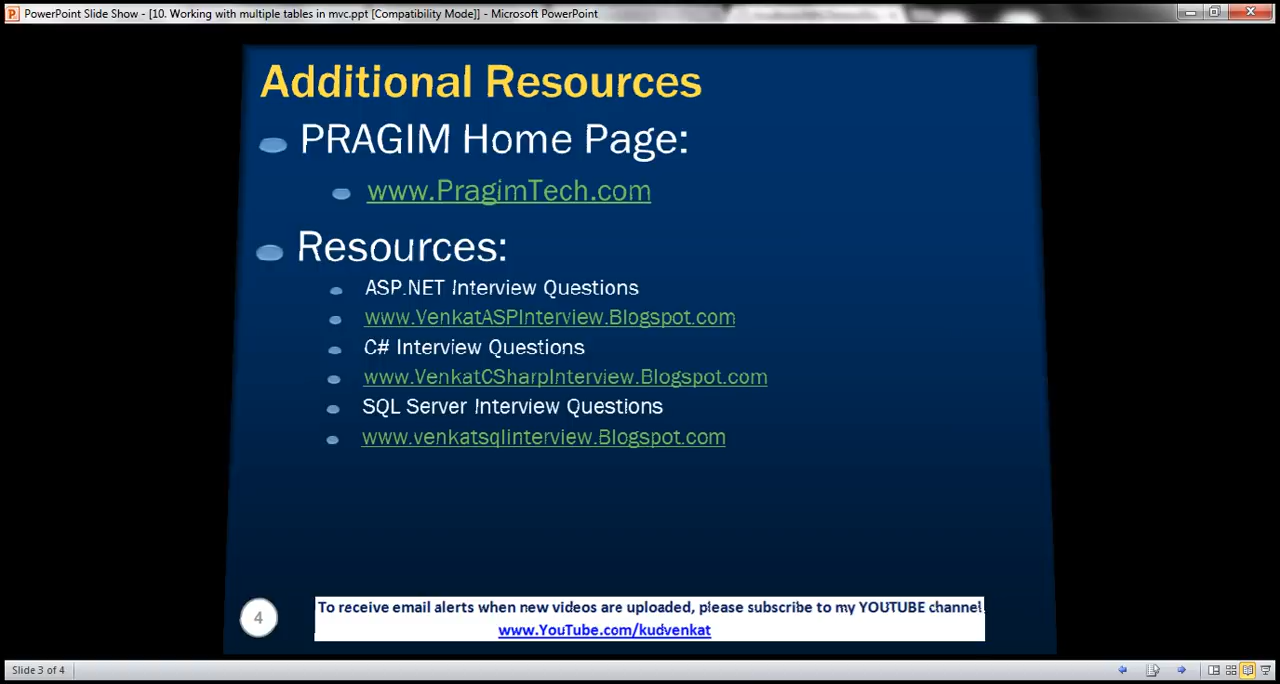 PowerPoint Slide Show - [10. Working with multiple tables in mvc.ppt [Compatibility Mode]] - Microsoft PowerPoint
Additional Resources
PRAGIM Home Page:
www.PragimTech.com
Resources:
ASP.NET Interview Questions
www.VenkatASPInterview.Blogspot.com
C# Interview Questions
www.VenkatCSharpInterview.Blogspot.com
SQL Server Interview Questions
www.venkatsqlinterview.Blogspot.com
4
To receive email alerts when new videos are uploaded, please subscribe to my YOUTUBE channel
www.YouTube.com/kudvenkat
Slide 3 of 4